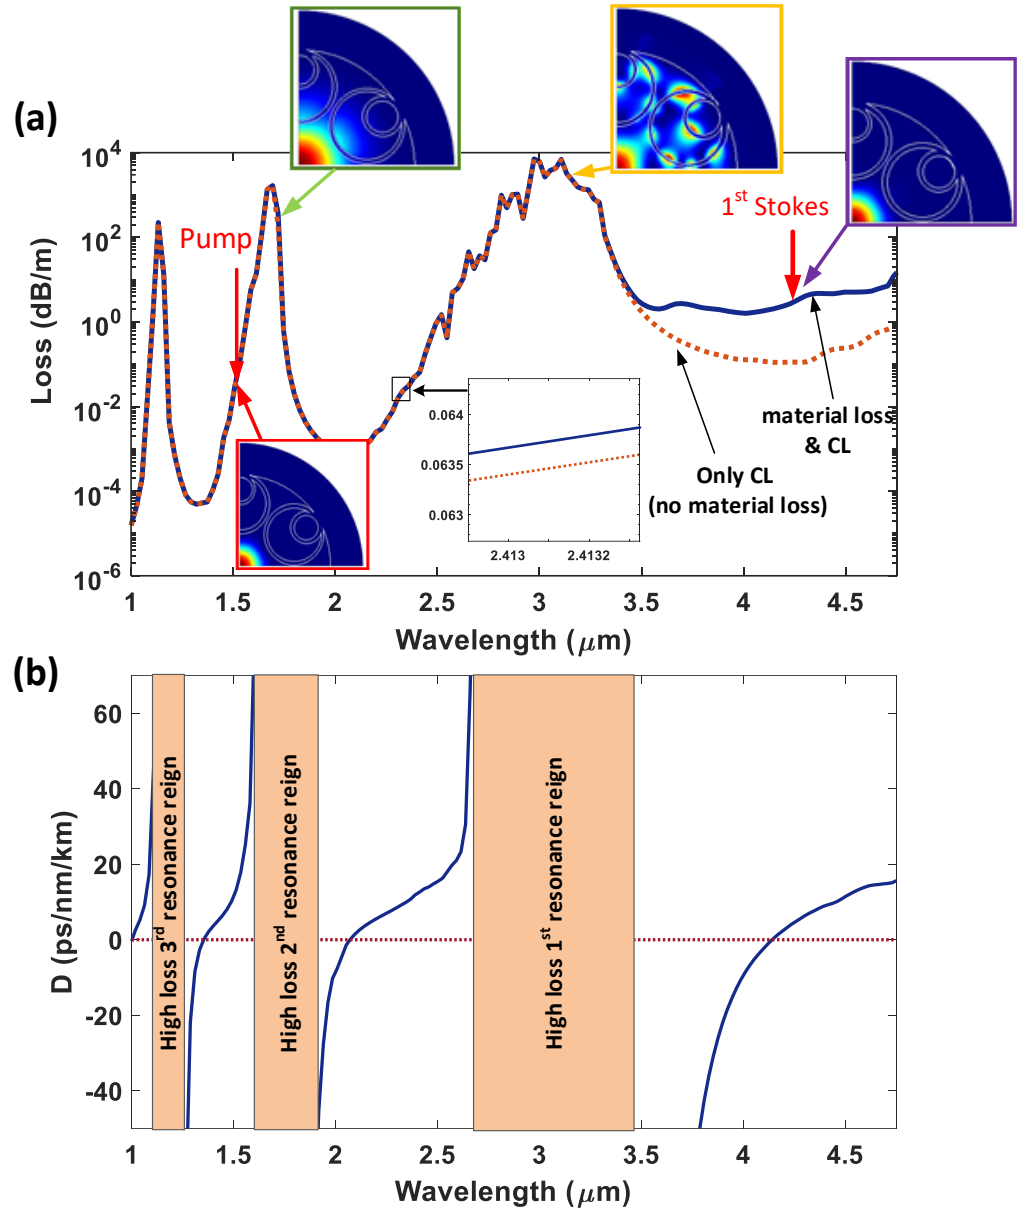 (a)
Loss (dB/m)
10^4
10^2
10^0
10^-2
10^-4
10^-6
Pump
1st Stokes
material loss
& CL
Only CL
(no material loss)
0.064
0.0635
0.063
2.413
2.4132
1
1.5
2
2.5
3
3.5
4
4.5
Wavelength (μm)
(b)
D (ps/nm/km)
60
40
20
0
-20
-40
High loss 3rd resonance reign
High loss 2nd resonance reign
High loss 1st resonance reign
1
1.5
2
2.5
3
3.5
4
4.5
Wavelength (μm)